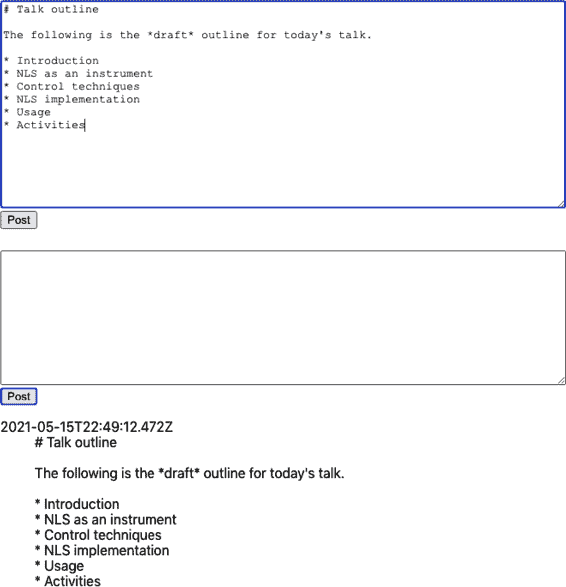 # Talk outline
The following is the *draft* outline for today's talk.
* Introduction
* NLS as an instrument
* Control techniques
* NLS implementation
* Usage
* Activities
Post
Post
2021-05-15T22:49:12.472Z
# Talk outline
The following is the *draft* outline for today's talk.
* Introduction
* NLS as an instrument
* Control techniques
* NLS implementation
* Usage
* Activities